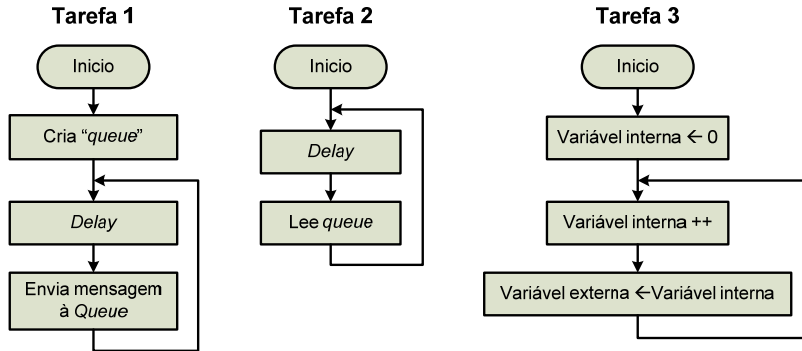 Tarefa 1
Inicio
Cria “queue”
Delay
Envia mensagem
à Queue
Tarefa 2
Inicio
Delay
Lee queue
Tarefa 3
Inicio
Variável interna ← 0
Variável interna ++
Variável externa ←Variável interna